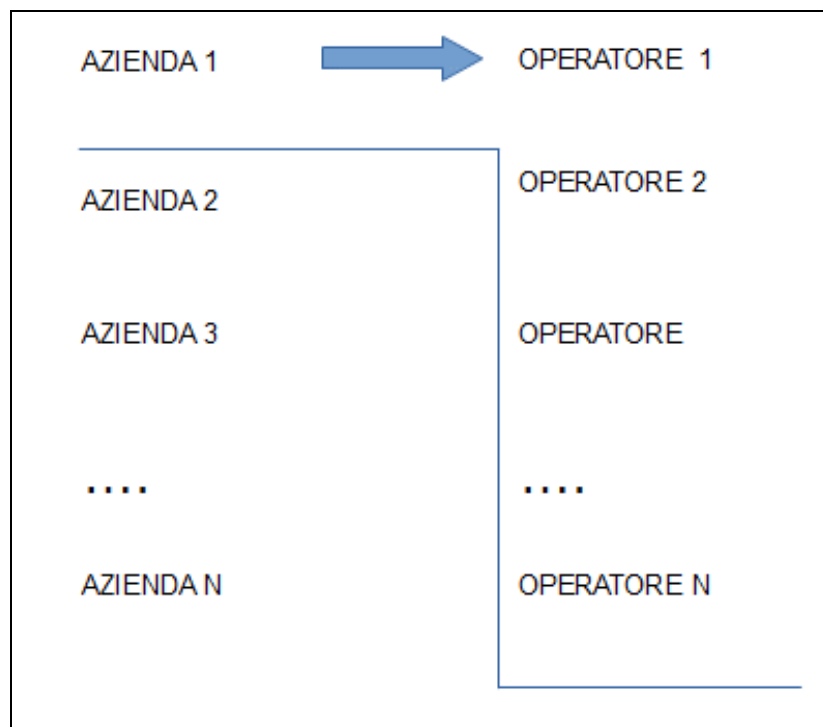 AZIENDA 1
OPERATORE 1
AZIENDA 2
OPERATORE 2
AZIENDA 3
OPERATORE
....
....
AZIENDA N
OPERATORE N